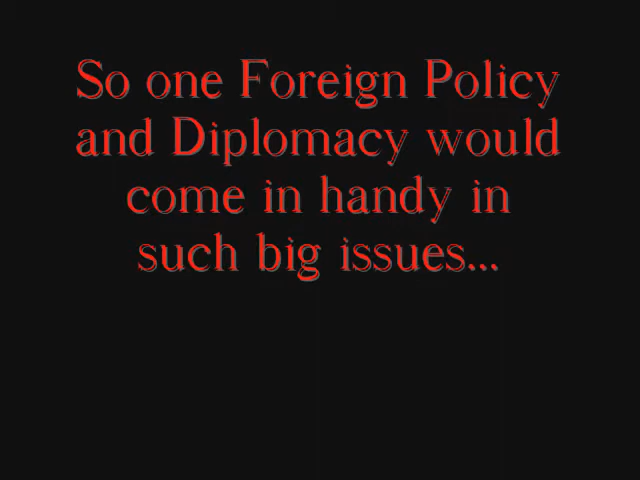 So one Foreign Policy
and Diplomacy would
come in handy in
such big issues...